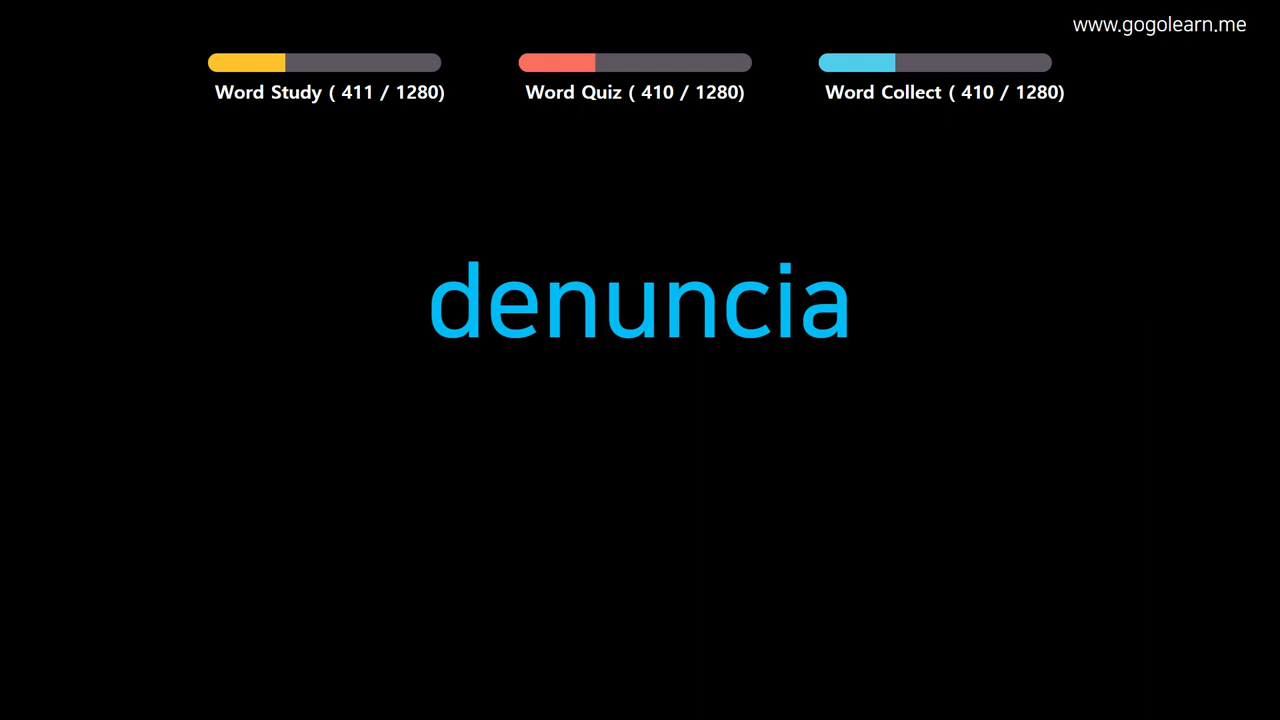 www.gogolearn.me
Word Study ( 411 / 1280)
Word Quiz ( 410 / 1280)
Word Collect ( 410 / 1280)
denuncia